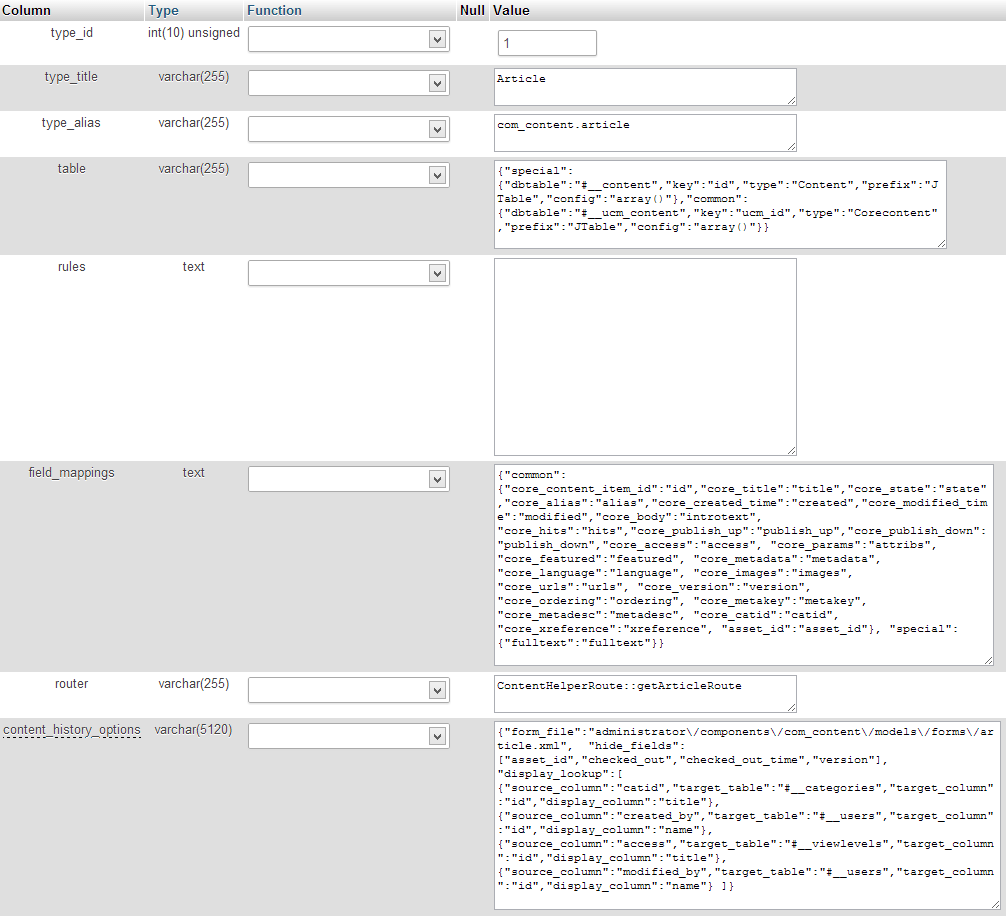 Column Type Function Null Value
type_id int(10) unsigned 1
type_title varchar(255) Article
type_alias varchar(255) com_content.article
table varchar(255) {"special":
{"dbtable":"#__content","key":"id","type":"Content","prefix":"J
Table","config":"array()"},"common":
{"dbtable":"#__ucm_content","key":"ucm_id","type":"Corecontent"
,"prefix":"JTable","config":"array()"}}
rules text
field_mappings text {"common":
{"core_content_item_id":"id","core_title":"title","core_state":"state"
,"core_alias":"alias","core_created_time":"created","core_modified_tim
e":"modified","core_body":"introtext",
"core_hits":"hits","core_publish_up":"publish_up","core_publish_down":
"publish_down","core_access":"access", "core_params":"attribs",
"core_featured":"featured", "core_metadata":"metadata",
"core_language":"language", "core_images":"images",
"core_urls":"urls", "core_version":"version",
"core_ordering":"ordering", "core_metakey":"metakey",
"core_metadesc":"metadesc", "core_catid":"catid",
"core_xreference":"xreference", "asset_id":"asset_id"}, "special":
{"fulltext":"fulltext"}}
router varchar(255) ContentHelperRoute::getArticleRoute
content_history_options varchar(5120) {"form_file":"administrator\/components\/com_content\/models\/forms\/ar
ticle.xml", "hide_fields":
["asset_id","checked_out","checked_out_time","version"],
"display_lookup":[
{"source_column":"catid","target_table":"#__categories","target_column"
:"id","display_column":"title"},
{"source_column":"created_by","target_table":"#__users","target_column"
:"id","display_column":"name"},
{"source_column":"access","target_table":"#__viewlevels","target_column
":"id","display_column":"title"},
{"source_column":"modified_by","target_table":"#__users","target_column
":"id","display_column":"name"} ]}